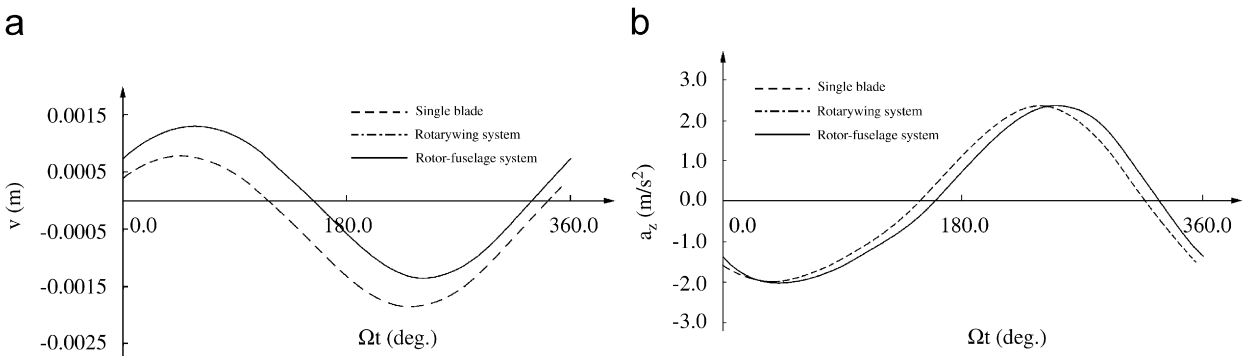 a
0.0015
0.0005
-0.0005
-0.0015
-0.0025
v (m)
Single blade
Rotarywing system
Rotor-fuselage system
0.0
180.0
360.0
Ωt (deg.)
b
3.0
2.0
1.0
0.0
-1.0
-2.0
-3.0
a_z (m/s²)
Single blade
Rotarywing system
Rotor-fuselage system
0.0
180.0
360.0
Ωt (deg.)